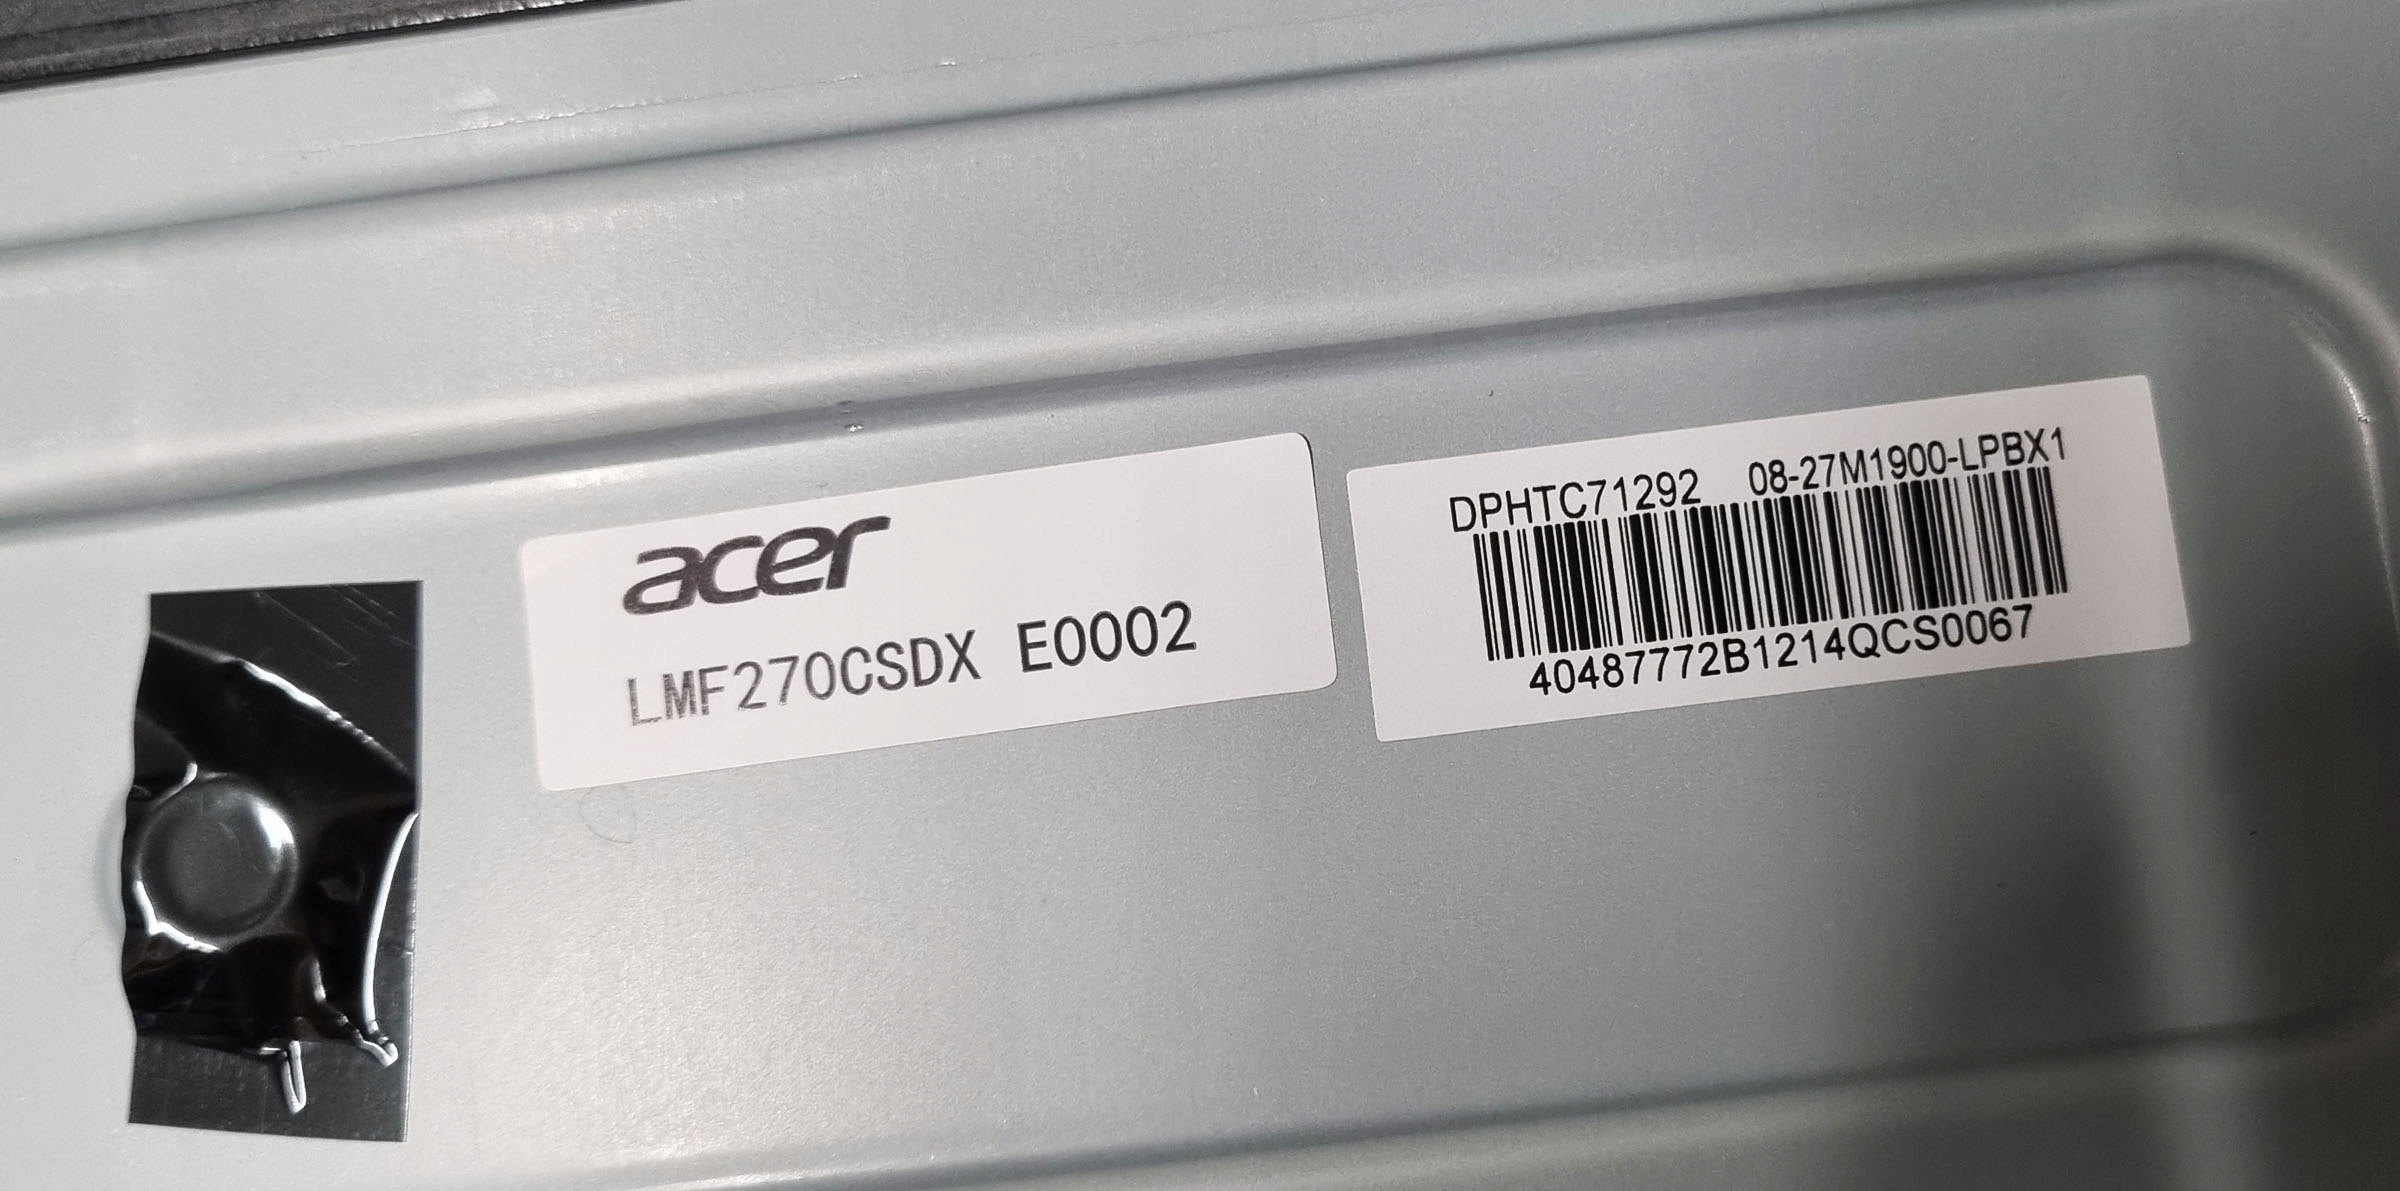 acer
LMF270CSDX E0002
DPHTC71292 08-27M1900-LPBX1
40487772B1214QCS0067